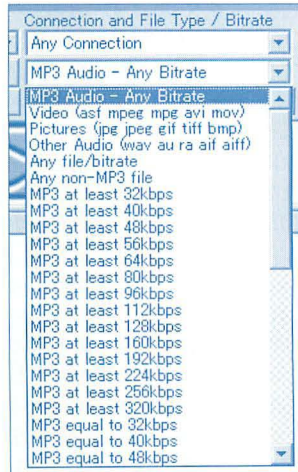 Connection and File Type / Bitrate
Any Connection
MP3 Audio - Any Bitrate
MP3 Audio - Any Bitrate
Video (asf mpeg mpg avi mov)
Pictures (jpg jpeg gif tiff bmp)
Other Audio (wav au ra aif aiff)
Any file/bitrate
Any non-MP3 file
MP3 at least 32kbps
MP3 at least 40kbps
MP3 at least 48kbps
MP3 at least 56kbps
MP3 at least 64kbps
MP3 at least 80kbps
MP3 at least 96kbps
MP3 at least 112kbps
MP3 at least 128kbps
MP3 at least 160kbps
MP3 at least 192kbps
MP3 at least 224kbps
MP3 at least 256kbps
MP3 at least 320kbps
MP3 equal to 32kbps
MP3 equal to 40kbps
MP3 equal to 48kbps